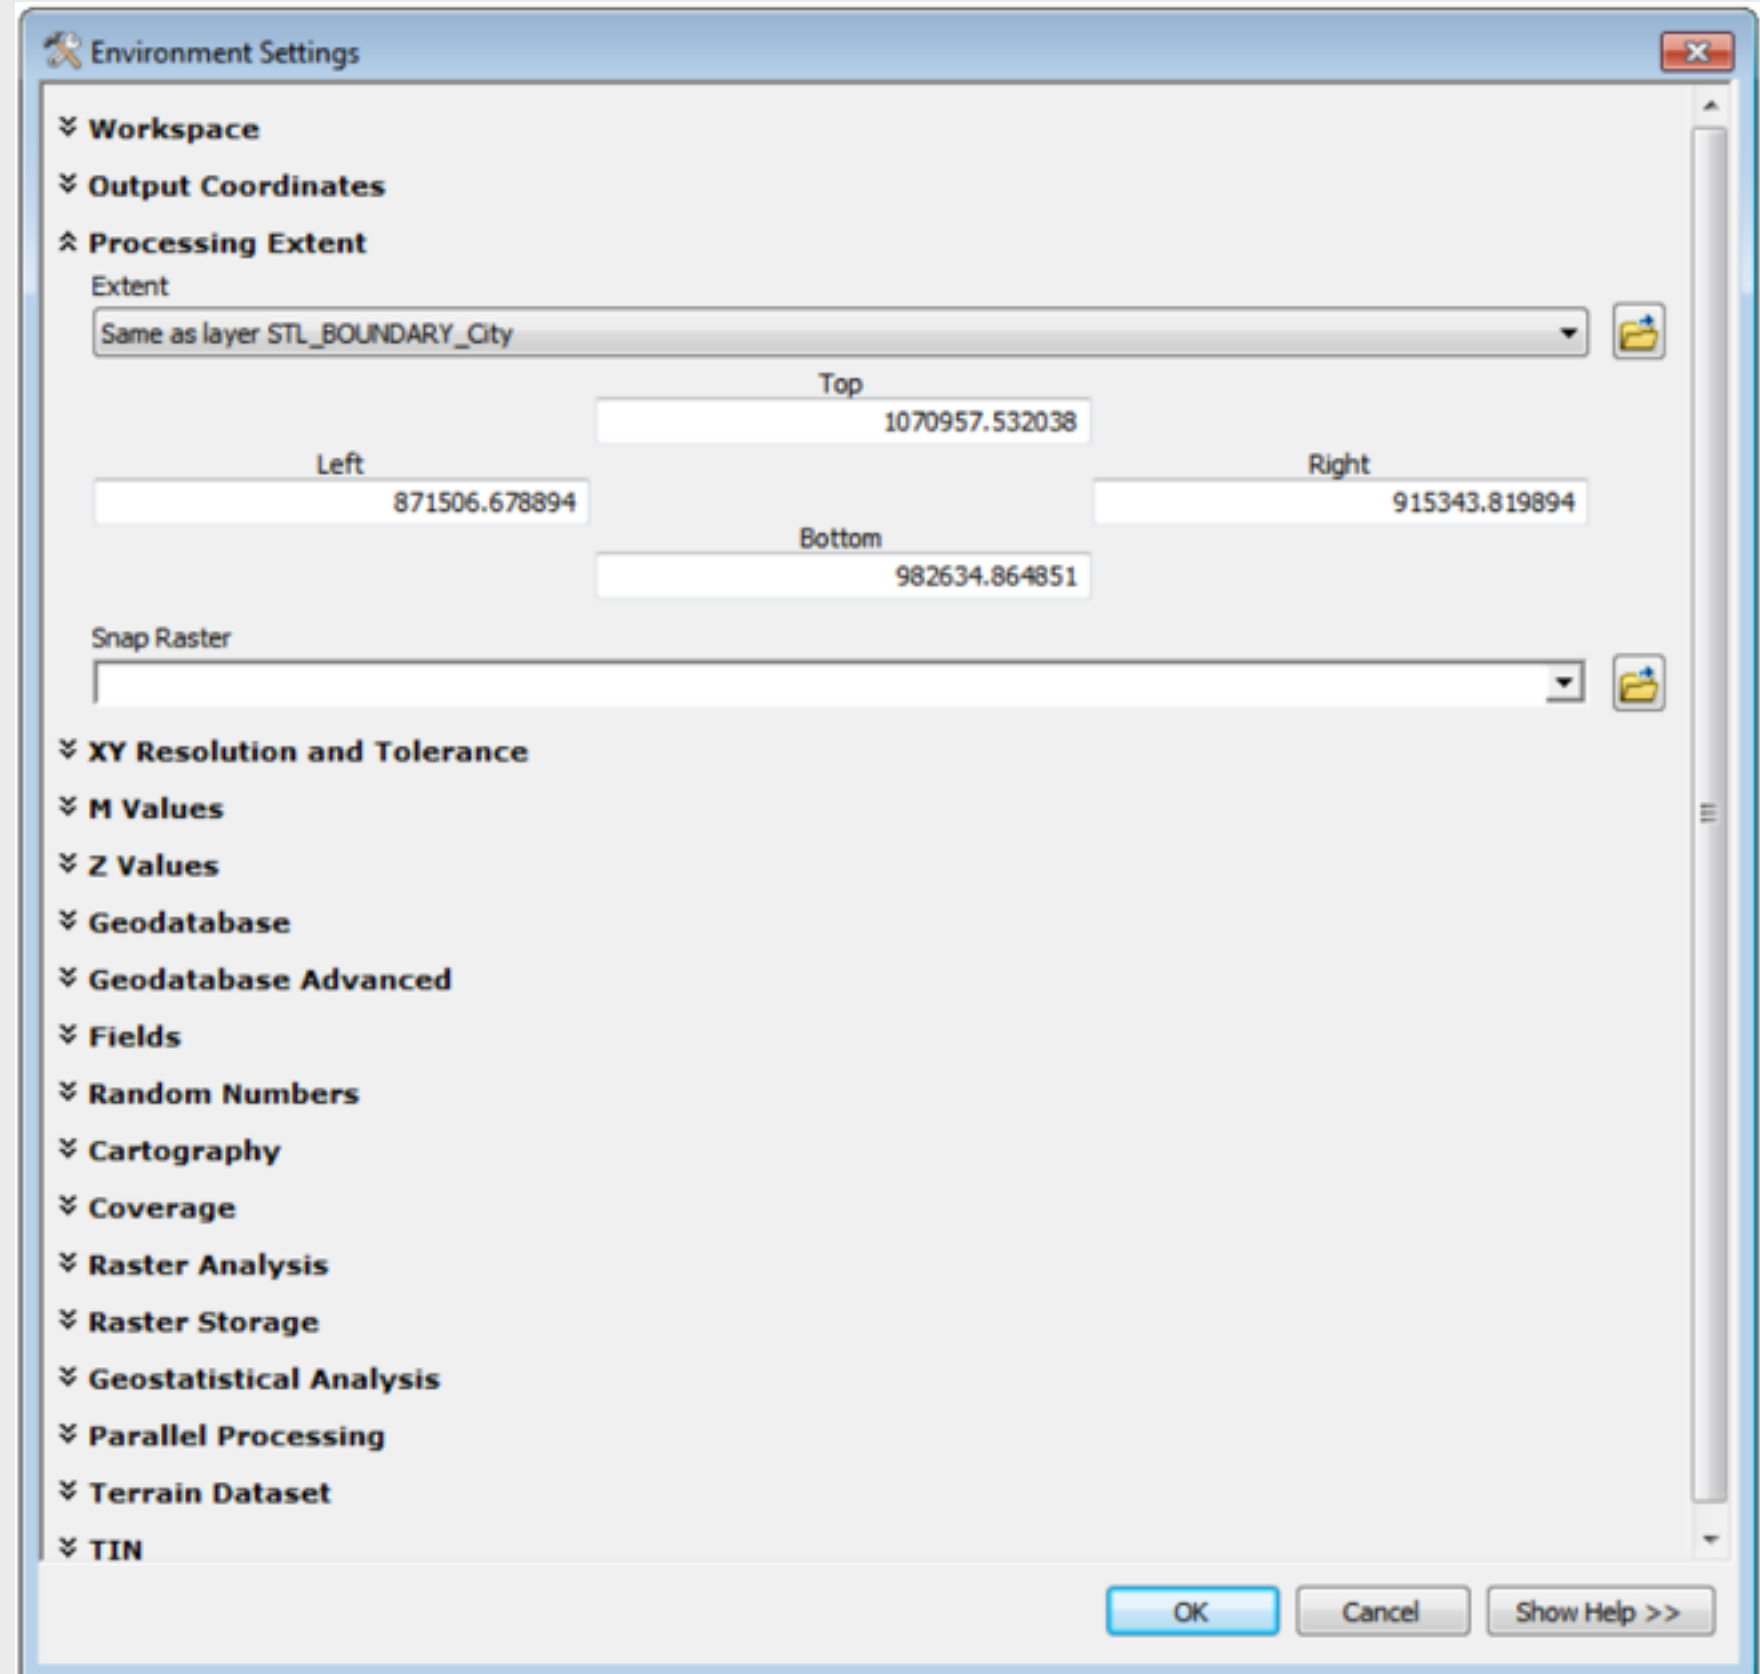 Environment Settings
Workspace
Output Coordinates
Processing Extent
Extent
Same as layer STL_BOUNDARY_City
Top
1070957.532038
Left
Right
871506.678894
915343.819894
Bottom
982634.864851
Snap Raster
XY Resolution and Tolerance
M Values
Z Values
Geodatabase
Geodatabase Advanced
Fields
Random Numbers
Cartography
Coverage
Raster Analysis
Raster Storage
Geostatistical Analysis
Parallel Processing
Terrain Dataset
TIN
OK
Cancel
Show Help >>